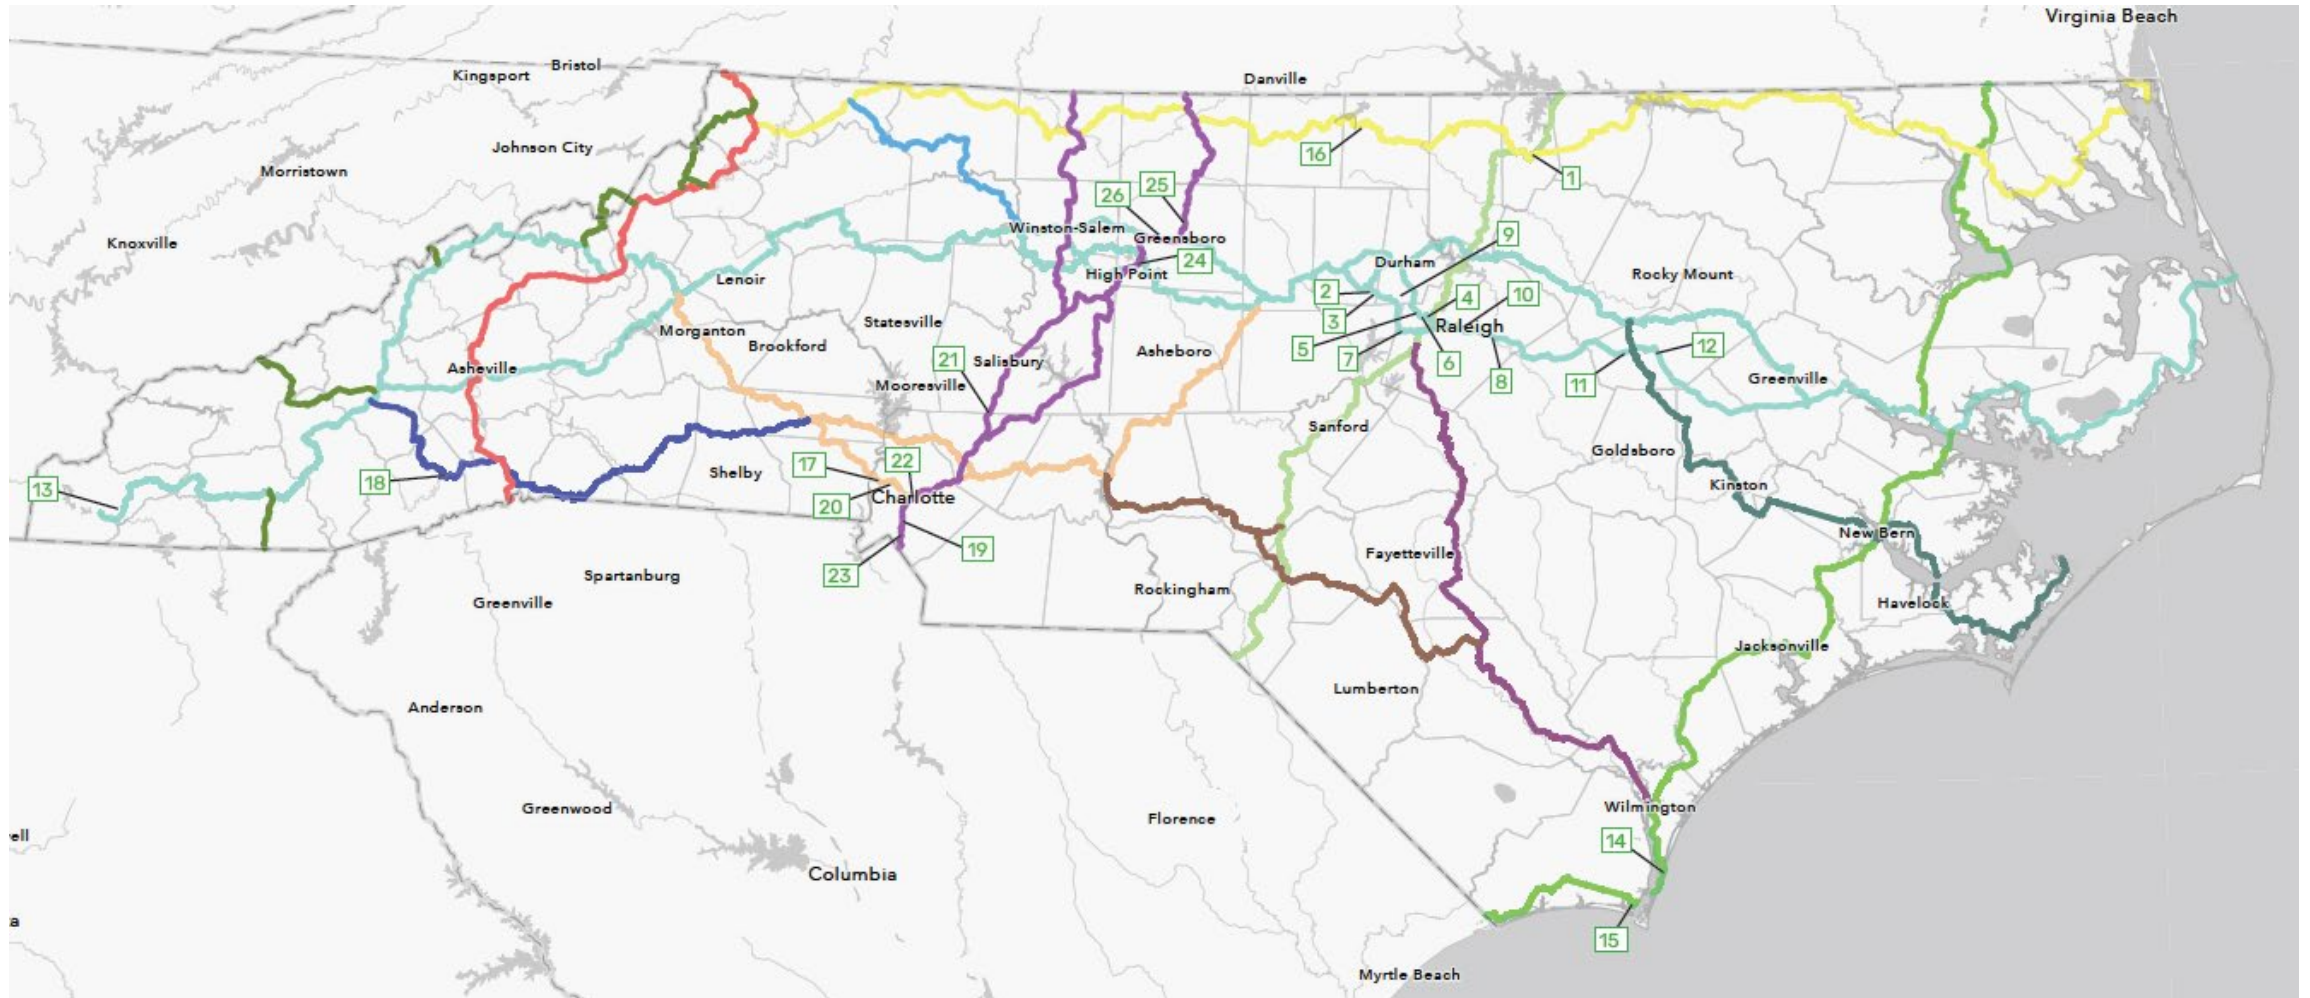 Virginia Beach
Bristol
Kingsport
Danville
Johnson City
16
Morristown
1
25
26
Winston-Salem
9
Greensboro
Knoxville
Durham
24
High Point
Rocky Mount
Lenoir
2
4
10
3
Statesville
Raleigh
Morganton
Brookford
5
12
Asheboro
7
6
21
Salisbury
Asheville
8
11
Greenville
Mooresville
Sanford
Goldsboro
22
17
Shelby
18
Kinston
13
Charlotte
20
New Bern
19
Fayetteville
23
Spartanburg
Rockingham
Greenville
Havelock
Jacksonville
Lumberton
Anderson
Wilmington
Greenwood
Florence
ell
14
Columbia
a
15
Myrtle Beach